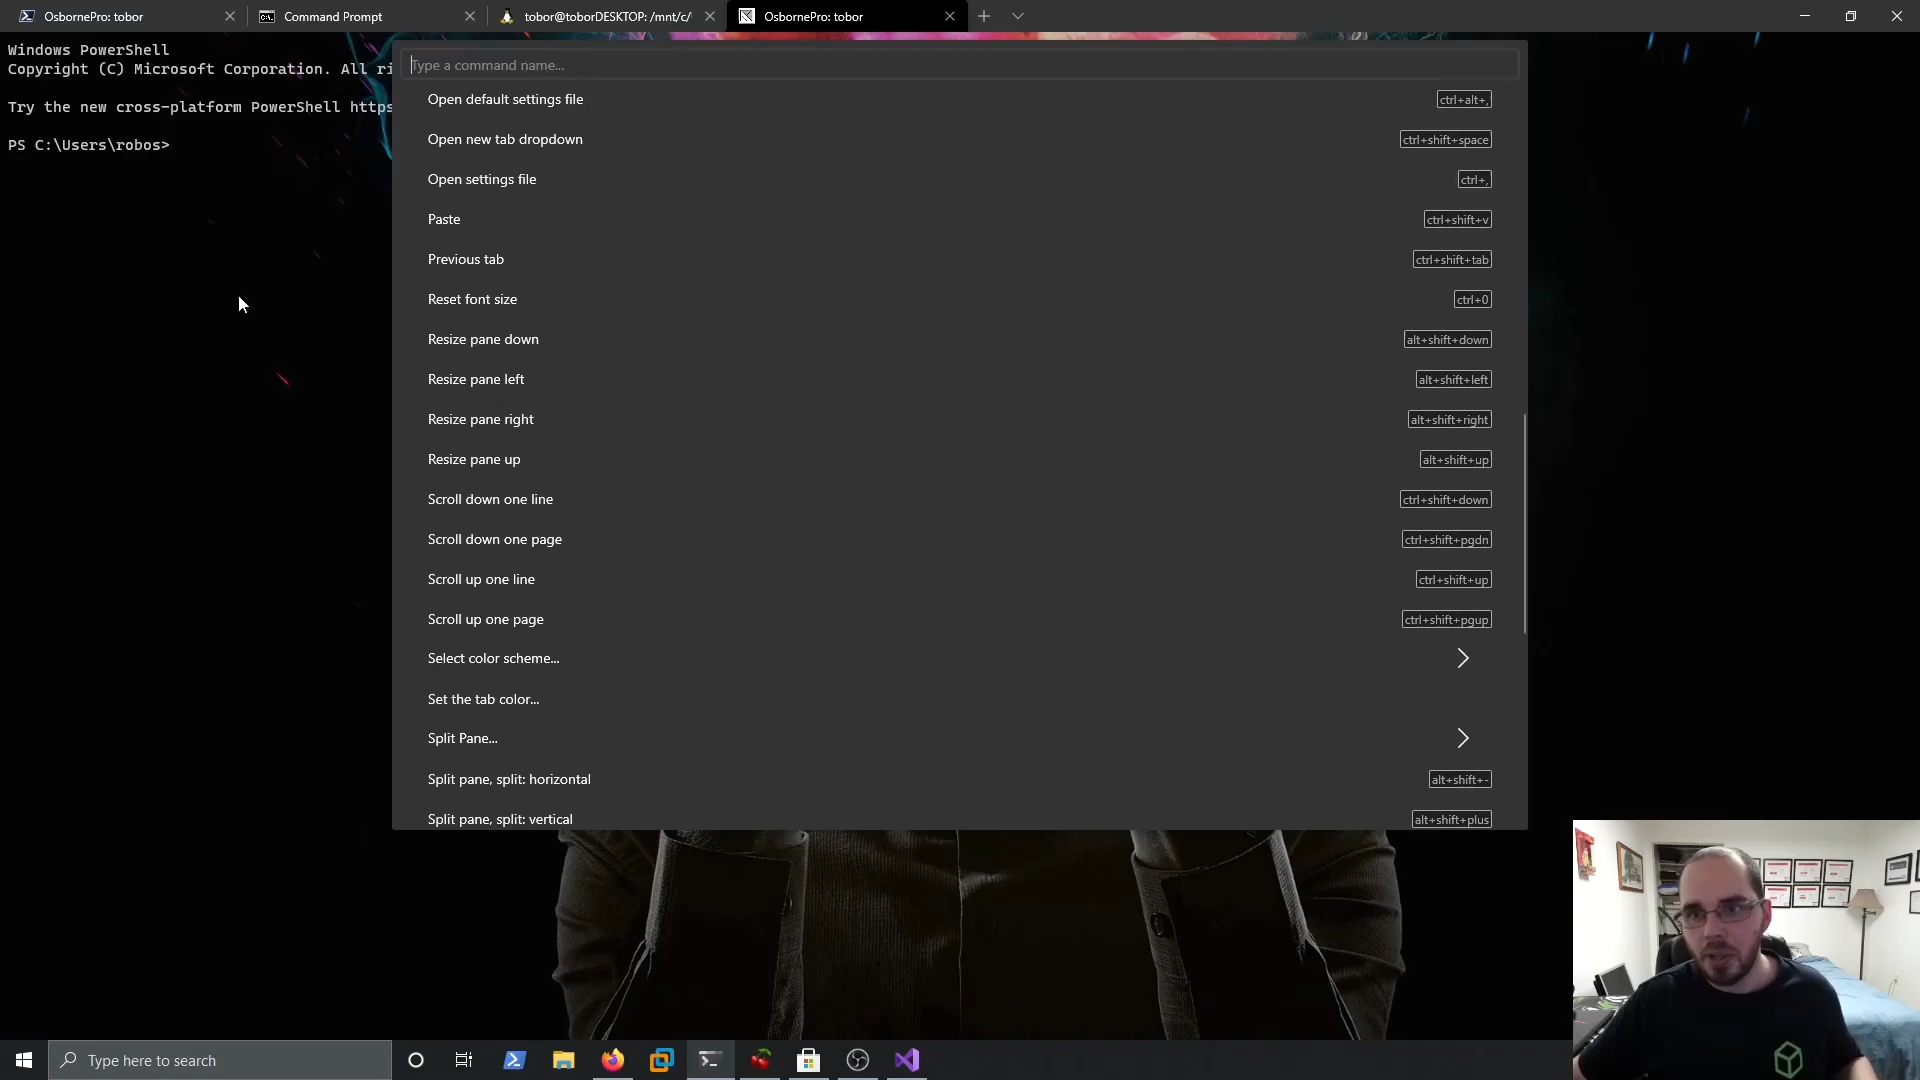 OsbornePro: tobor
Command Prompt
tobor@toborDESKTOP: /mnt/c/
OsbornePro: tobor
Windows PowerShell
Copyright (C) Microsoft Corporation. All ri
Try the new cross-platform PowerShell https
PS C:\Users\robos>
Type a command name...
Open default settings file ctrl+alt+,
Open new tab dropdown ctrl+shift+space
Open settings file ctrl+,
Paste ctrl+shift+v
Previous tab ctrl+shift+tab
Reset font size ctrl+0
Resize pane down alt+shift+down
Resize pane left alt+shift+left
Resize pane right alt+shift+right
Resize pane up alt+shift+up
Scroll down one line ctrl+shift+down
Scroll down one page ctrl+shift+pgdn
Scroll up one line ctrl+shift+up
Scroll up one page ctrl+shift+pgup
Select color scheme...
Set the tab color...
Split Pane...
Split pane, split: horizontal alt+shift+-
Split pane, split: vertical alt+shift+plus
Type here to search